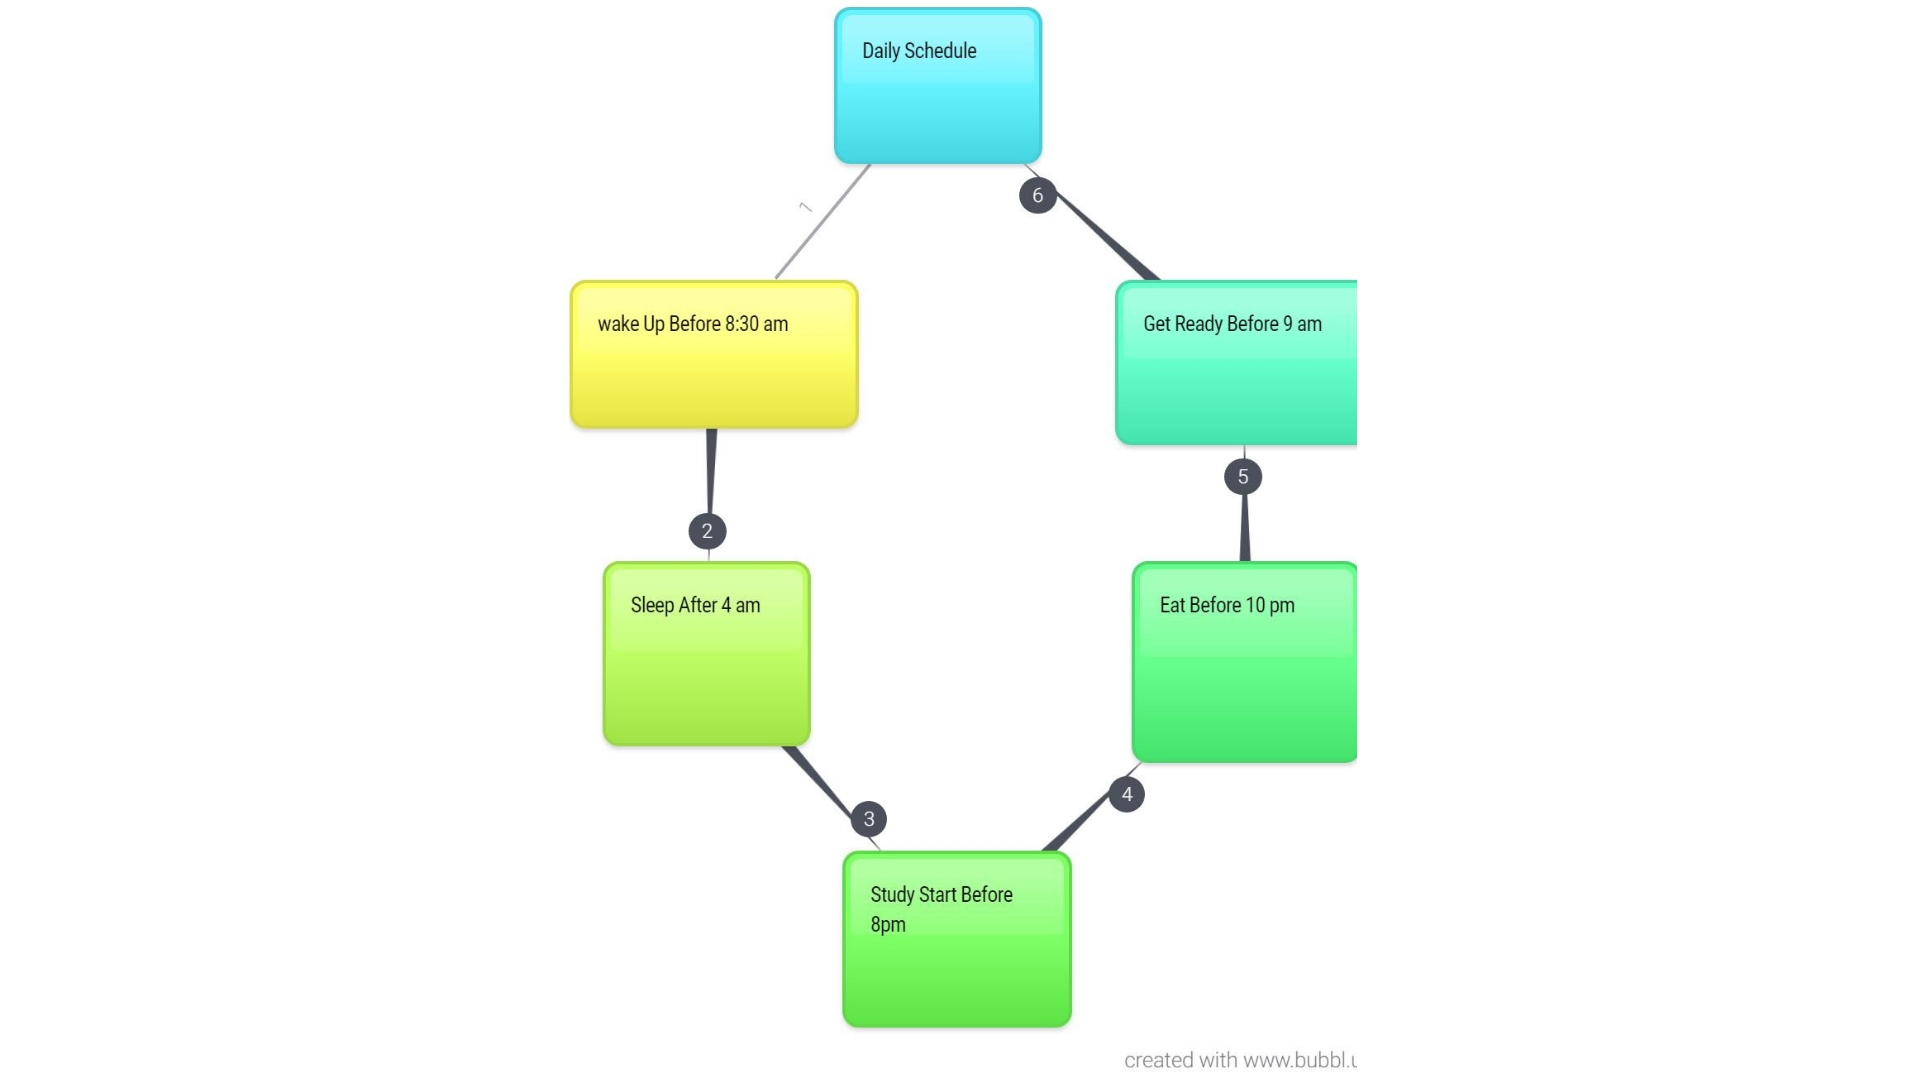 Daily Schedule
1
6
wake Up Before 8:30 am
Get Ready Before 9 am
5
2
Sleep After 4 am
Eat Before 10 pm
4
3
Study Start Before
8pm
created with www.bubbl.u